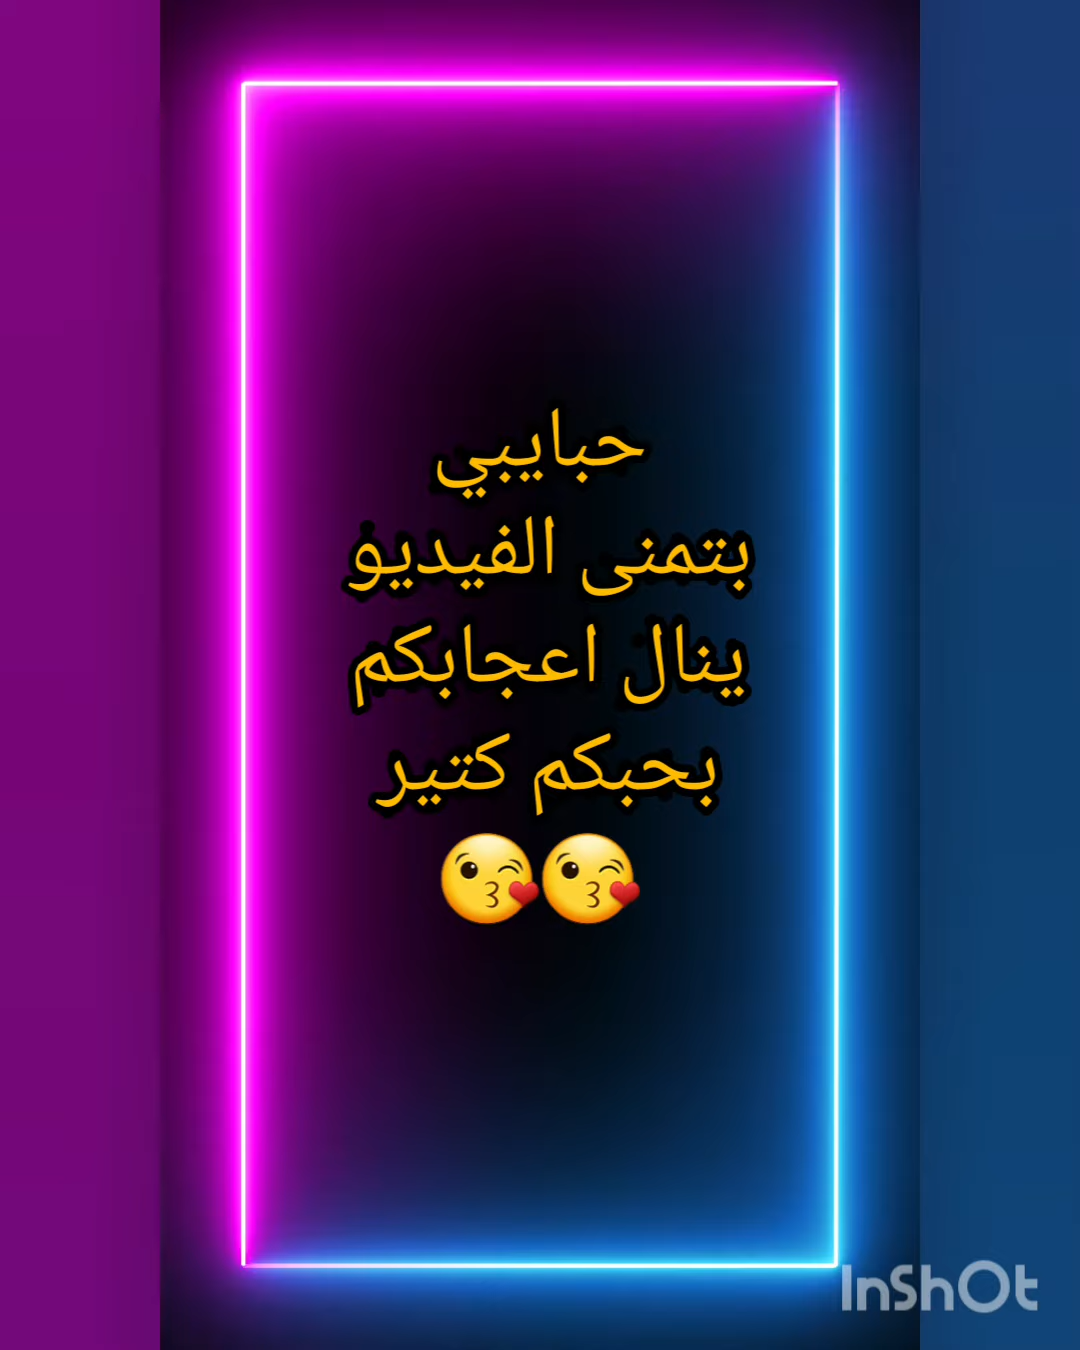 حبايبي
بتمنى الفيديو
ينال اعجابكم
بحبكم كتير
😘😘
InShOt